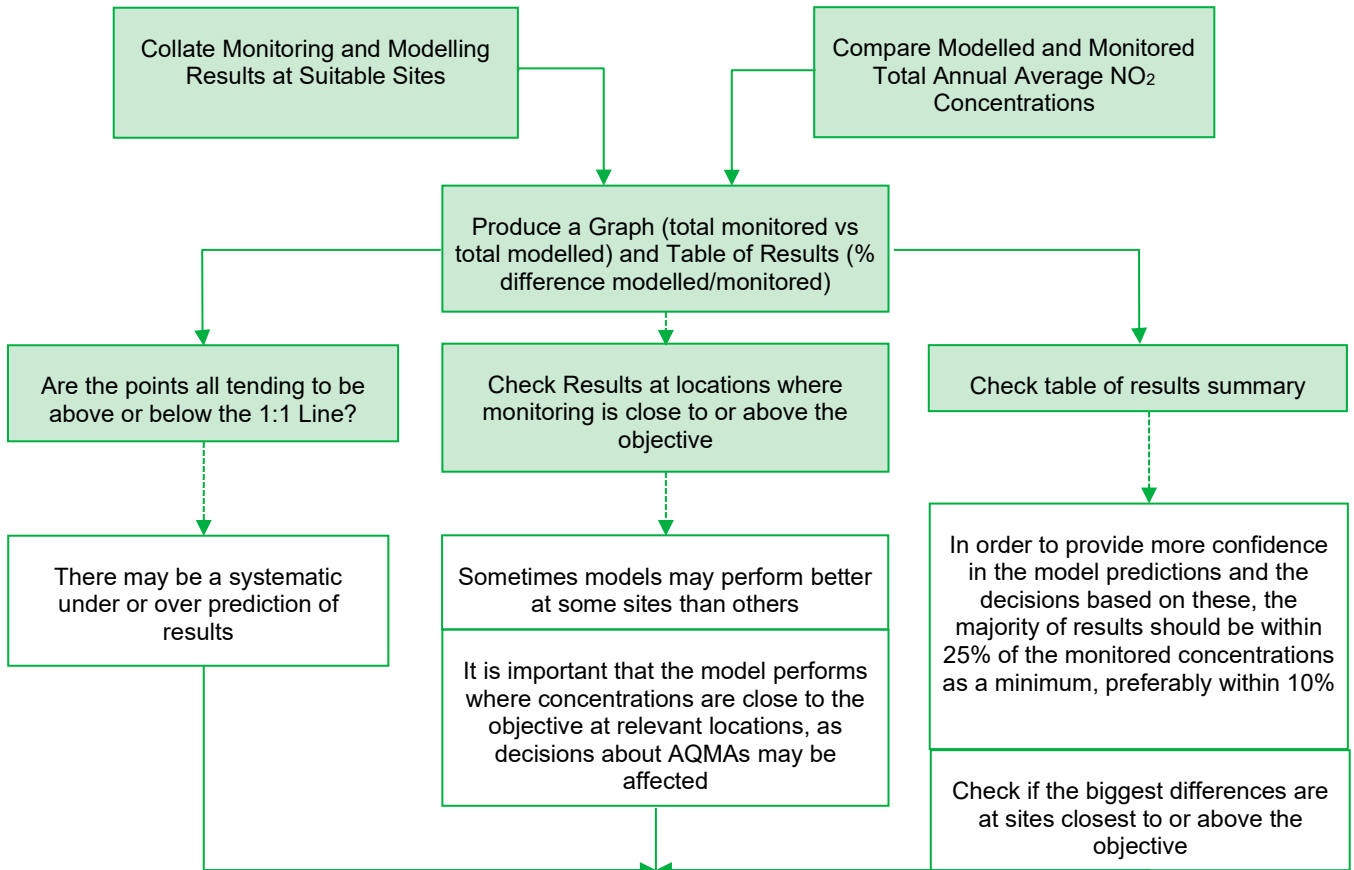 Collate Monitoring and Modelling
Results at Suitable Sites
Compare Modelled and Monitored
Total Annual Average NO₂
Concentrations
Produce a Graph (total monitored vs
total modelled) and Table of Results (%
difference modelled/monitored)
Are the points all tending to be
above or below the 1:1 Line?
Check Results at locations where
monitoring is close to or above the
objective
Check table of results summary
There may be a systematic
under or over prediction of
results
Sometimes models may perform better
at some sites than others
It is important that the model performs
where concentrations are close to the
objective at relevant locations, as
decisions about AQMAs may be
affected
In order to provide more confidence
in the model predictions and the
decisions based on these, the
majority of results should be within
25% of the monitored concentrations
as a minimum, preferably within 10%
Check if the biggest differences are
at sites closest to or above the
objective